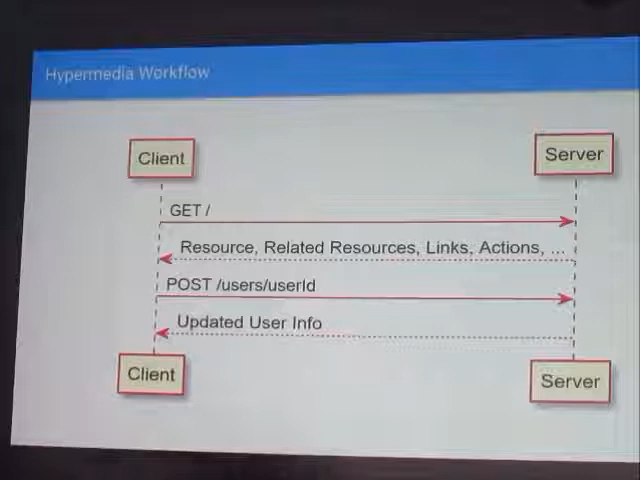 Hypermedia Workflow
Client
Server
GET /
Resource, Related Resources, Links, Actions, ...
POST /users/userId
Updated User Info
Client
Server